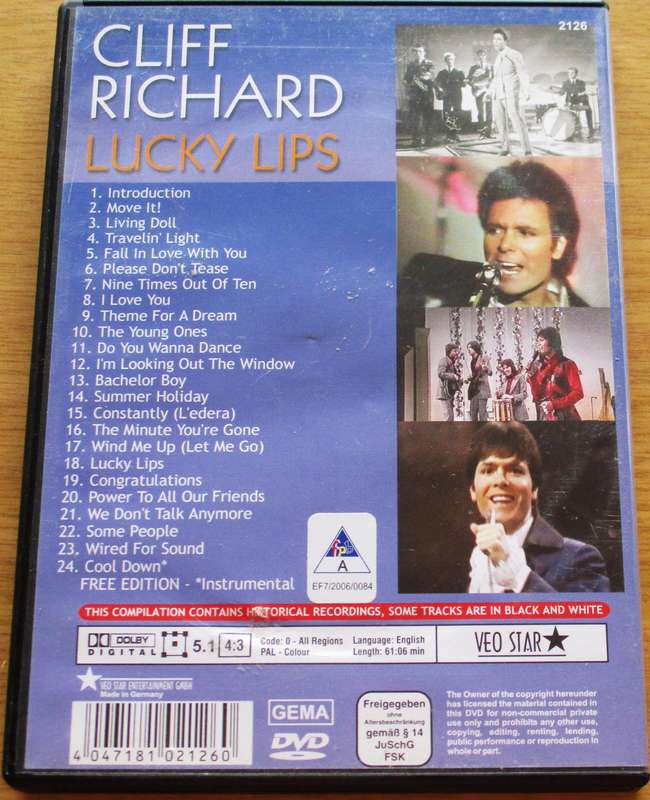 CLIFF
RICHARD
LUCKY LIPS
2126
1. Introduction
2. Move It!
3. Living Doll
4. Travelin' Light
5. Fall In Love With You
6. Please Don't Tease
7. Nine Times Out Of Ten
8. I Love You
9. Theme For A Dream
10. The Young Ones
11. Do You Wanna Dance
12. I'm Looking Out The Window
13. Bachelor Boy
14. Summer Holiday
15. Constantly (L'edera)
16. The Minute You're Gone
17. Wind Me Up (Let Me Go)
18. Lucky Lips
19. Congratulations
20. Power To All Our Friends
21. We Don't Talk Anymore
22. Some People
23. Wired For Sound
24. Cool Down*
FREE EDITION - *Instrumental
A
EF7/2006/0084
THIS COMPILATION CONTAINS HISTORICAL RECORDINGS, SOME TRACKS ARE IN BLACK AND WHITE
DOLBY
DIGITAL
5.1
4:3
Code: 0 - All Regions
PAL - Colour
Language: English
Length: 61:06 min
VEO STAR
VEO STAR ENTERTAINMENT GMBH
Made in Germany
4 047181 021260
GEMA
DVD
Freigegeben
ohne
Altersbeschränkung
gemäß § 14
JuSchG
FSK
The Owner of the copyright hereunder
has licensed the material contained in
this DVD for non-commercial private
use only and prohibits any other use,
copying, editing, renting, lending,
public performance or reproduction in
whole or part.